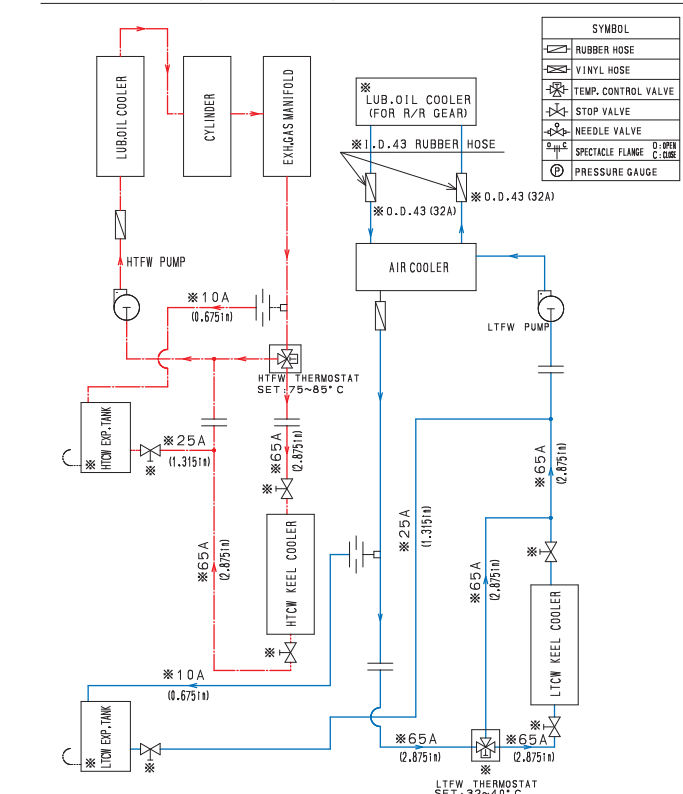 SYMBOL
RUBBER HOSE
VINYL HOSE
TEMP. CONTROL VALVE
STOP VALVE
NEEDLE VALVE
O C SPECTACLE FLANGE O:OPEN
C:CLOSE
P PRESSURE GAUGE
LUB.OIL COOLER
CYLINDER
EXH.GAS MANIFOLD
※
LUB.OIL COOLER
(FOR R/R GEAR)
※I.D.43 RUBBER HOSE
※O.D.43(32A)
※O.D.43(32A)
AIR COOLER
HTFW PUMP
LTFW PUMP
※10A
(0.675in)
HTFW THERMOSTAT
SET:75~85°C
※ HTCW EXP.TANK
※25A
(1.315in)
※
※65A
(2.875in)
※
※65A
(2.875in)
HTCW KEEL COOLER
※
※25A
(1.315in)
※65A
(2.875in)
※65A
(2.875in)
※
LTCW KEEL COOLER
※
※10A
(0.675in)
※ LTCW EXP.TANK
※
※65A
(2.875in)
※65A
(2.875in)
※
LTFW THERMOSTAT
SET:32~40°C